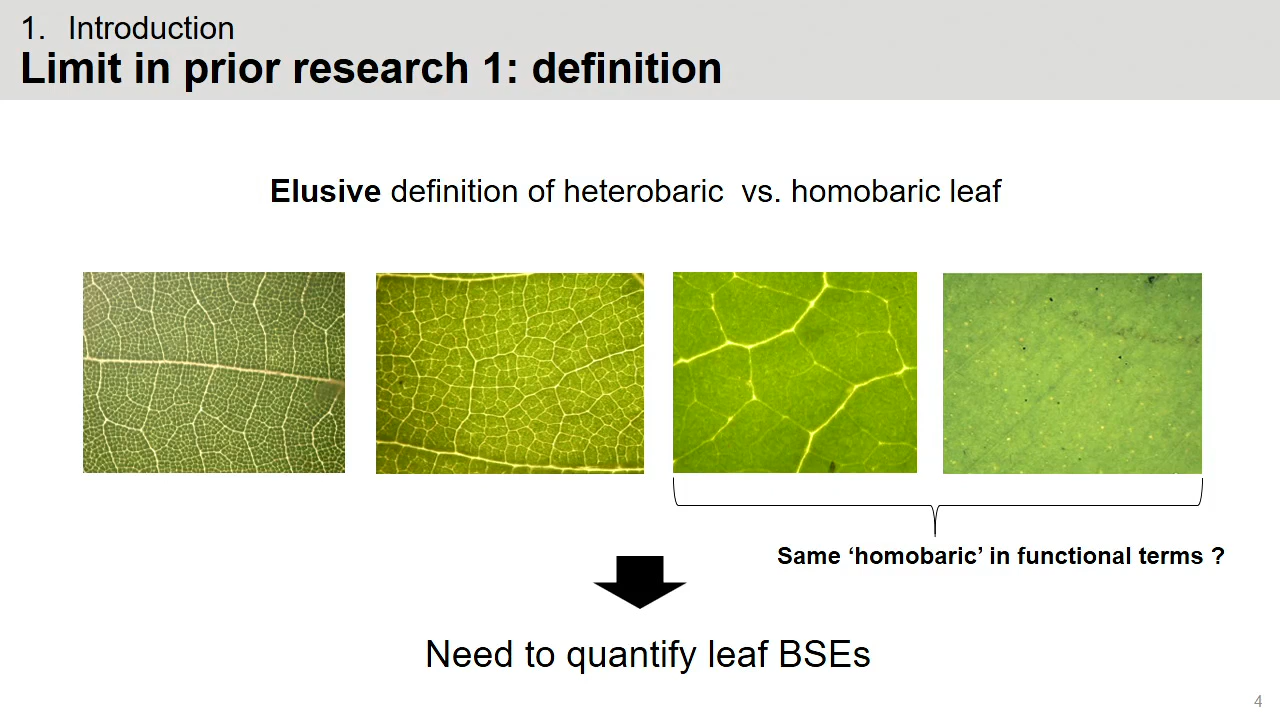 1. Introduction
Limit in prior research 1: definition
Elusive definition of heterobaric vs. homobaric leaf
Same ‘homobaric’ in functional terms ?
Need to quantify leaf BSEs
4